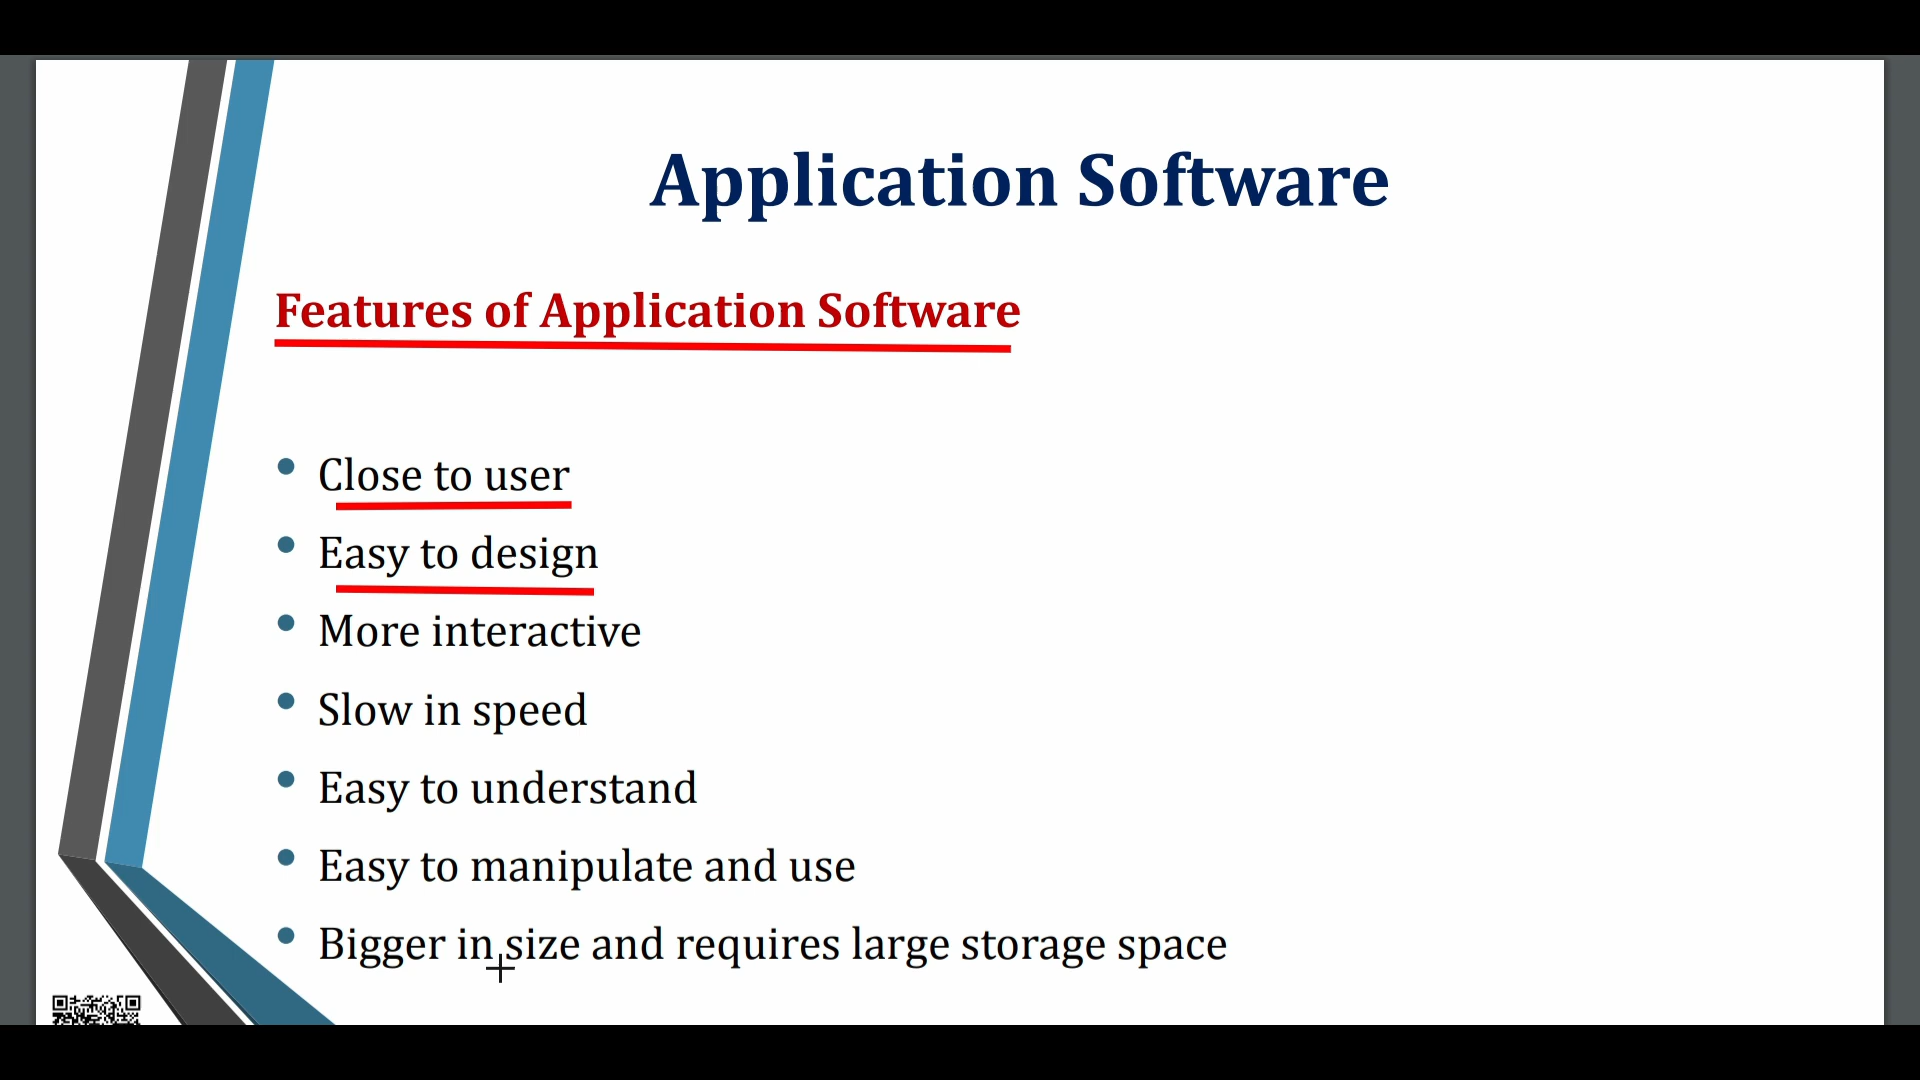 Application Software
Features of Application Software
• Close to user
• Easy to design
• More interactive
• Slow in speed
• Easy to understand
• Easy to manipulate and use
• Bigger in size and requires large storage space